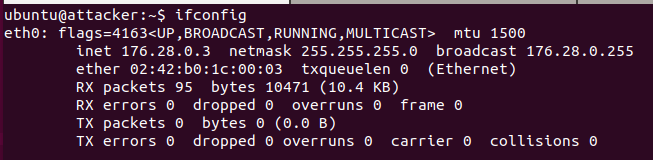 ubuntu@attacker:~$ ifconfig
eth0: flags=4163<UP,BROADCAST,RUNNING,MULTICAST>  mtu 1500
        inet 176.28.0.3  netmask 255.255.255.0  broadcast 176.28.0.255
        ether 02:42:b0:1c:00:03  txqueuelen 0  (Ethernet)
        RX packets 95  bytes 10471 (10.4 KB)
        RX errors 0  dropped 0  overruns 0  frame 0
        TX packets 0  bytes 0 (0.0 B)
        TX errors 0  dropped 0 overruns 0  carrier 0  collisions 0